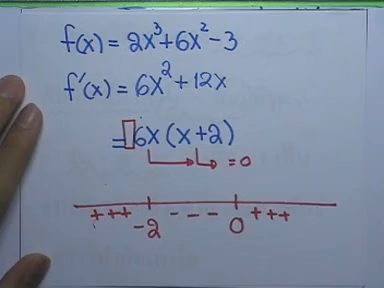 f(x) = 2x³+6x²-3
f'(x) = 6x²+12x
= 6x(x+2)
= 0
+++ -2 --- 0 +++